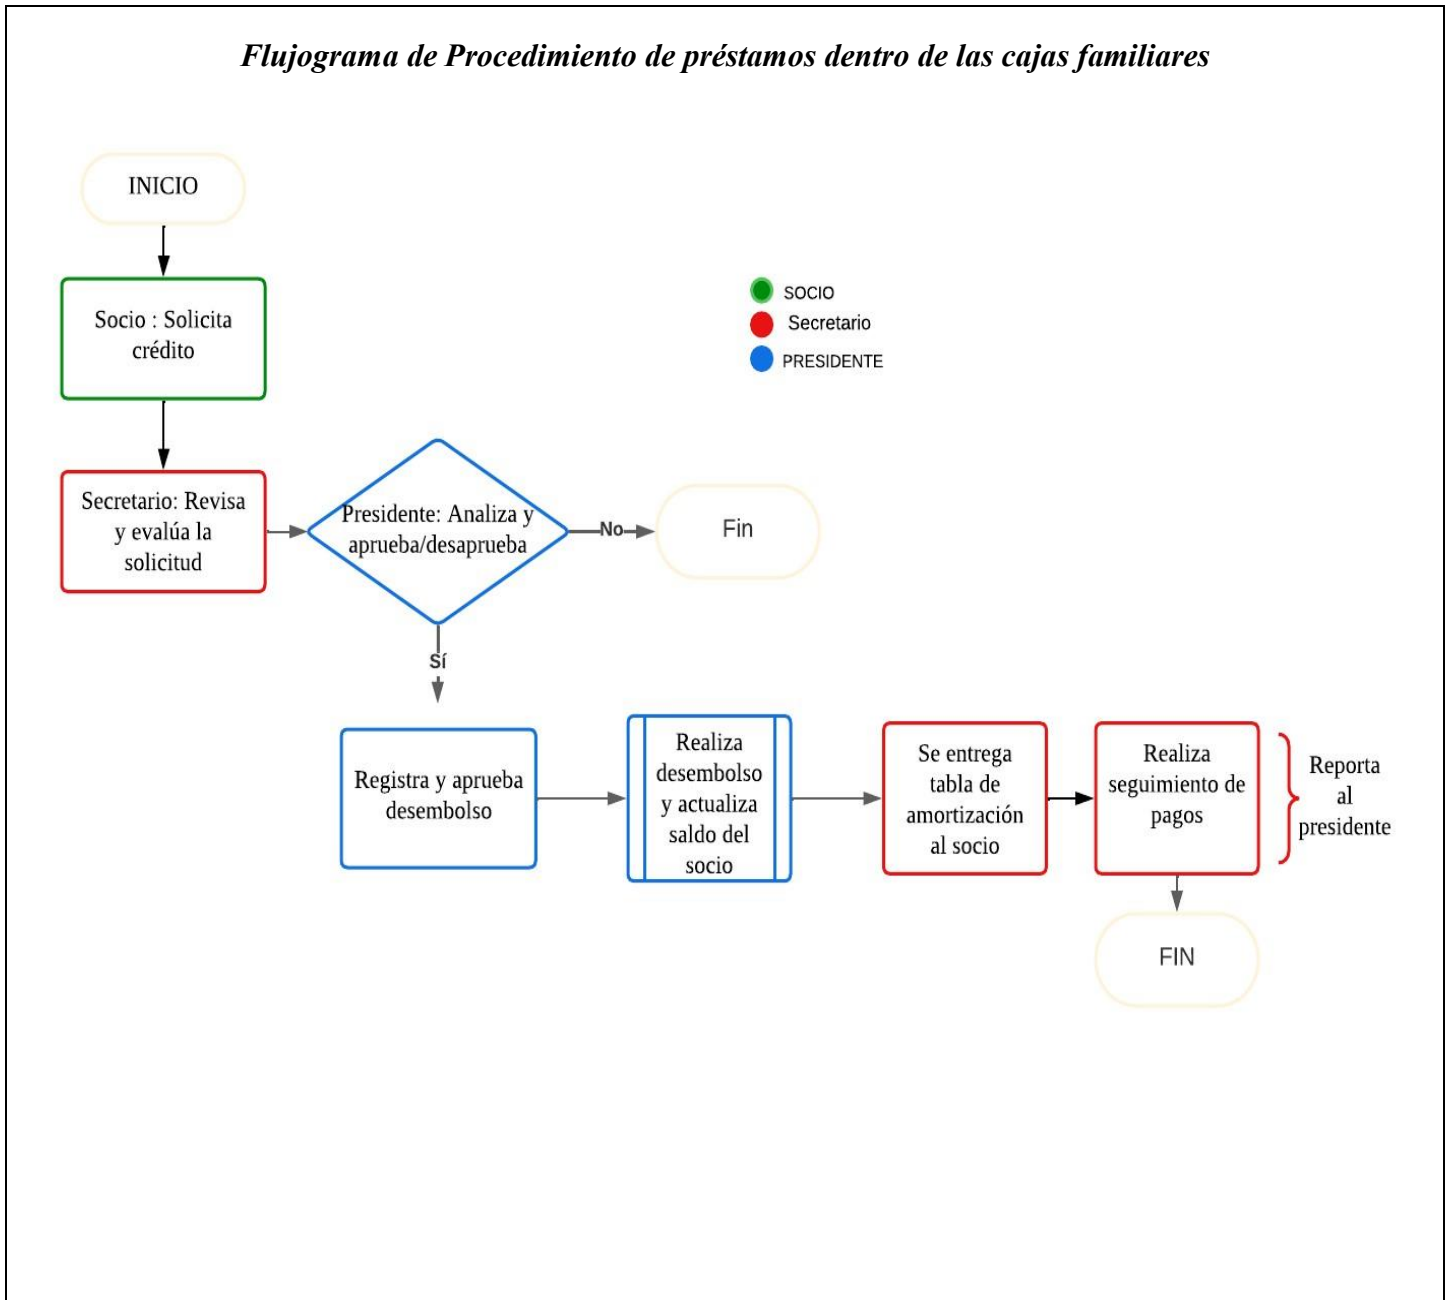 Flujograma de Procedimiento de préstamos dentro de las cajas familiares
INICIO
Socio : Solicita
crédito
SOCIO
Secretario
PRESIDENTE
Secretario: Revisa
y evalúa la
solicitud
Presidente: Analiza y
aprueba/desaprueba
No
Fin
Sí
Registra y aprueba
desembolso
Realiza
desembolso
y actualiza
saldo del
socio
Se entrega
tabla de
amortización
al socio
Realiza
seguimiento de
pagos
Reporta
al
presidente
FIN